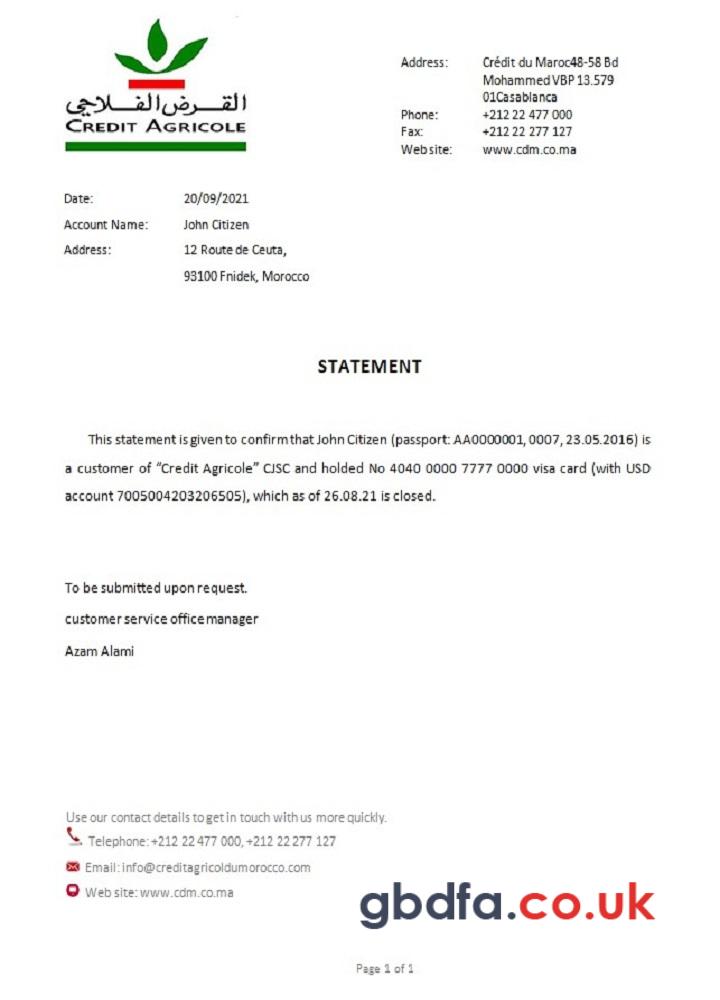 القرض الفلاحي
CREDIT AGRICOLE
Address: Crédit du Maroc48-58 Bd
Mohammed VBP 13.579
01Casablanca
Phone: +212 22 477 000
Fax: +212 22 277 127
Website: www.cdm.co.ma
Date: 20/09/2021
Account Name: John Citizen
Address: 12 Route de Ceuta,
93100 Fnidek, Morocco
STATEMENT
This statement is given to confirm that John Citizen (passport: AA0000001, 0007, 23.05.2016) is
a customer of “Credit Agricole” CJSC and holded No 4040 0000 7777 0000 visa card (with USD
account 7005004203206505), which as of 26.08.21 is closed.
To be submitted upon request.
customer service office manager
Azam Alami
Use our contact details to get in touch with us more quickly.
Telephone: +212 22 477 000, +212 22 277 127
Email: info@creditagricoldumorocco.com
Web site: www.cdm.co.ma
gbdfa.co.uk
Page 1 of 1